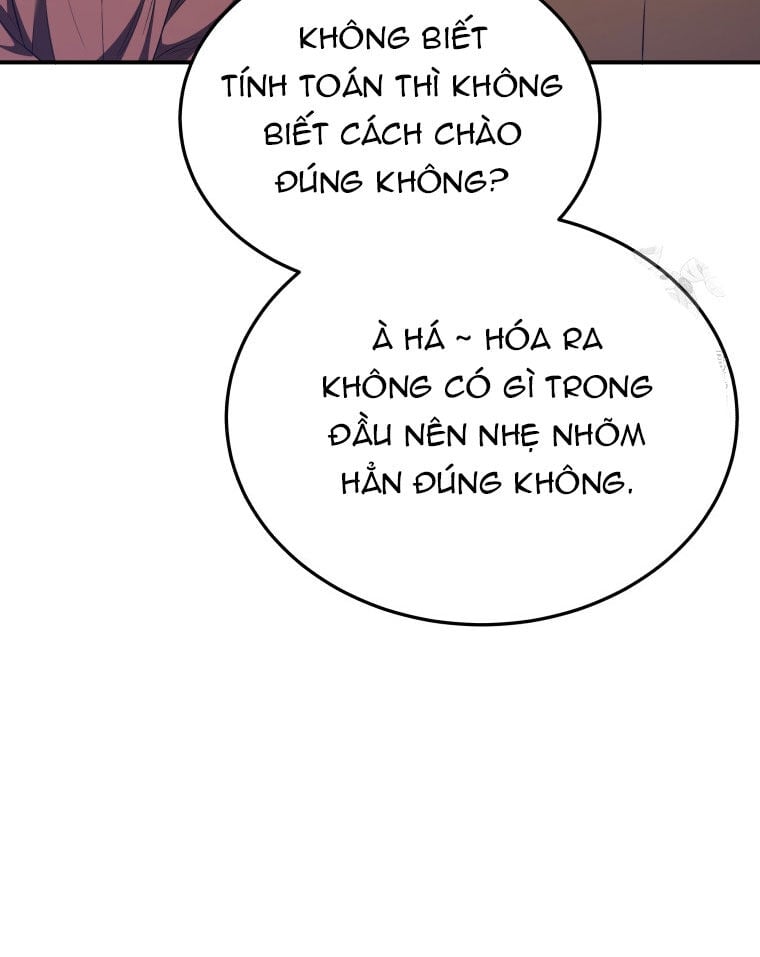 KHÔNG BIẾT
TÍNH TOÁN THÌ KHÔNG
BIẾT CÁCH CHÀO
ĐÚNG KHÔNG?
À HÁ ~ HÓA RA
KHÔNG CÓ GÌ TRONG
ĐẦU NÊN NHẸ NHÕM
HẲN ĐÚNG KHÔNG.